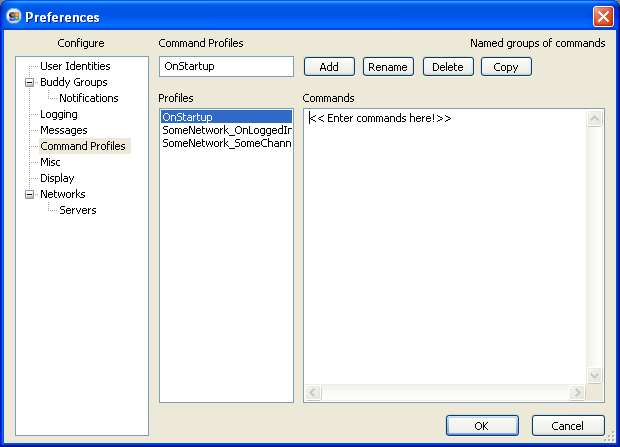 Preferences
Configure
Command Profiles
Named groups of commands
User Identities
Buddy Groups
Notifications
Logging
Messages
Command Profiles
Misc
Display
Networks
Servers
OnStartup
Add
Rename
Delete
Copy
Profiles
OnStartup
SomeNetwork_OnLoggedIn
SomeNetwork_SomeChann
Commands
<< Enter commands here!>>
OK
Cancel